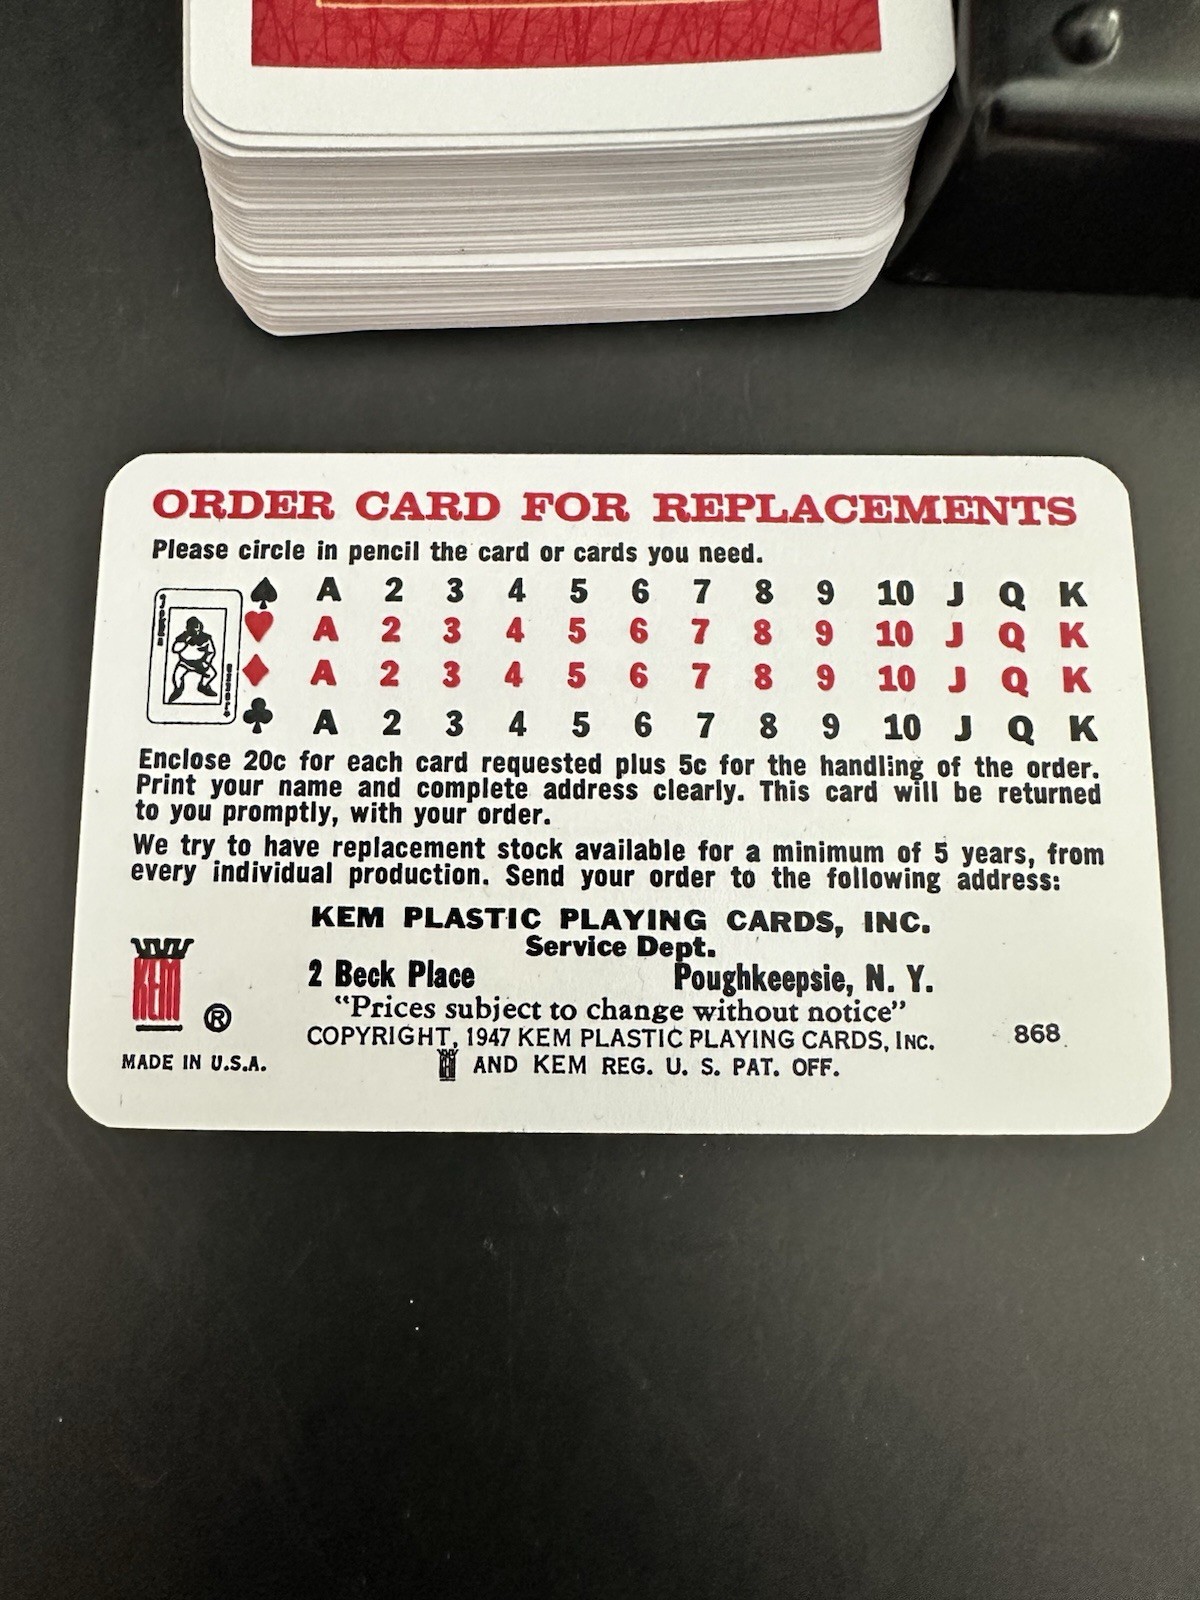 ORDER CARD FOR REPLACEMENTS
Please circle in pencil the card or cards you need.
JOKER
JOKER
♠ A 2 3 4 5 6 7 8 9 10 J Q K
♥ A 2 3 4 5 6 7 8 9 10 J Q K
♦ A 2 3 4 5 6 7 8 9 10 J Q K
♣ A 2 3 4 5 6 7 8 9 10 J Q K
Enclose 20c for each card requested plus 5c for the handling of the order.
Print your name and complete address clearly. This card will be returned
to you promptly, with your order.
We try to have replacement stock available for a minimum of 5 years, from
every individual production. Send your order to the following address:
KEM PLASTIC PLAYING CARDS, INC.
Service Dept.
2 Beck Place Poughkeepsie, N. Y.
"Prices subject to change without notice"
COPYRIGHT, 1947 KEM PLASTIC PLAYING CARDS, INC.
KEM AND KEM REG. U. S. PAT. OFF.
868
KEM ®
MADE IN U.S.A.